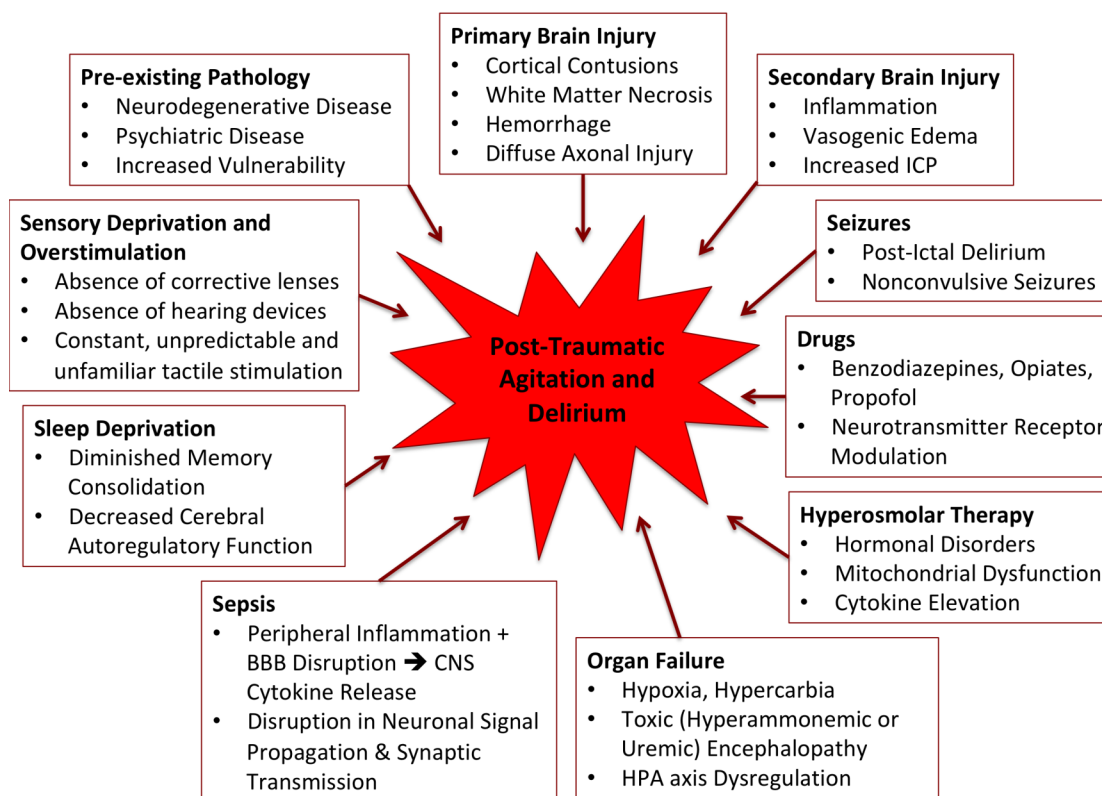 Primary Brain Injury
• Cortical Contusions
• White Matter Necrosis
• Hemorrhage
• Diffuse Axonal Injury
Pre-existing Pathology
• Neurodegenerative Disease
• Psychiatric Disease
• Increased Vulnerability
Secondary Brain Injury
• Inflammation
• Vasogenic Edema
• Increased ICP
Sensory Deprivation and
Overstimulation
• Absence of corrective lenses
• Absence of hearing devices
• Constant, unpredictable and
unfamiliar tactile stimulation
Seizures
• Post-Ictal Delirium
• Nonconvulsive Seizures
Post-Traumatic
Agitation and
Delirium
Drugs
• Benzodiazepines, Opiates,
Propofol
• Neurotransmitter Receptor
Modulation
Sleep Deprivation
• Diminished Memory
Consolidation
• Decreased Cerebral
Autoregulatory Function
Hyperosmolar Therapy
• Hormonal Disorders
• Mitochondrial Dysfunction
• Cytokine Elevation
Sepsis
• Peripheral Inflammation +
BBB Disruption ➔ CNS
Cytokine Release
• Disruption in Neuronal Signal
Propagation & Synaptic
Transmission
Organ Failure
• Hypoxia, Hypercarbia
• Toxic (Hyperammonemic or
Uremic) Encephalopathy
• HPA axis Dysregulation